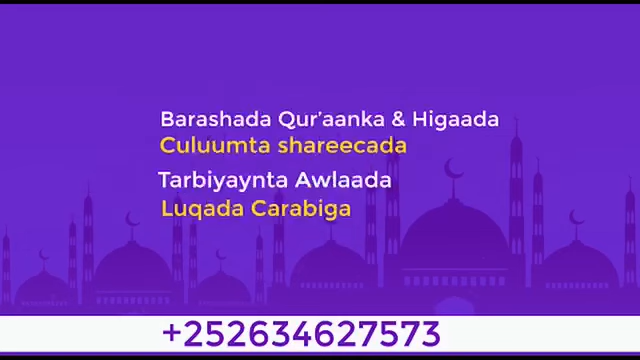 Barashada Qur'aanka & Higaada
Culuumta shareecada
Tarbiyaynta Awlaada
Luqada Carabiga
+252634627573